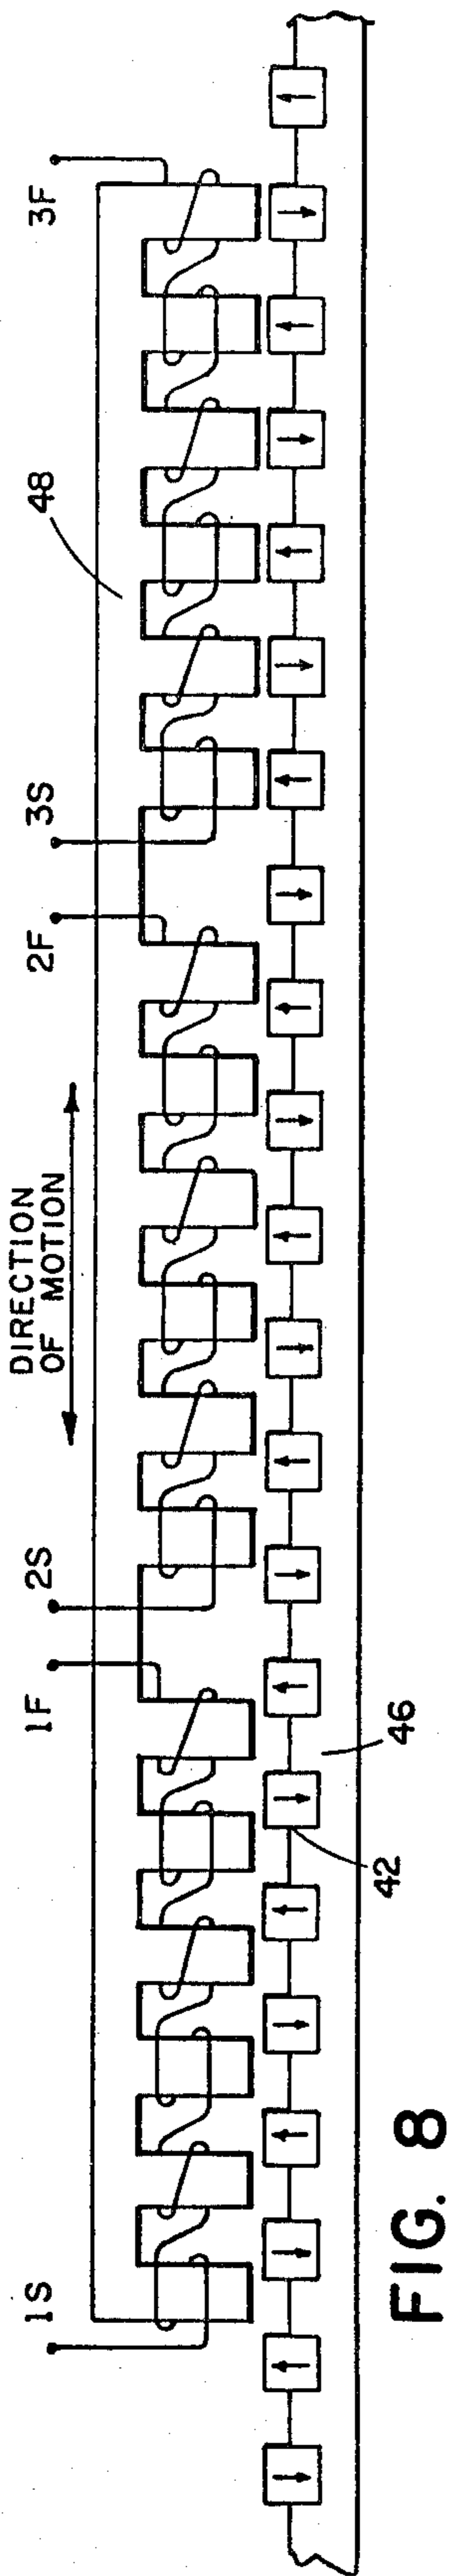 DIRECTION
OF MOTION
1S
1F
2S
2F
3S
3F
48
42
46
FIG. 8